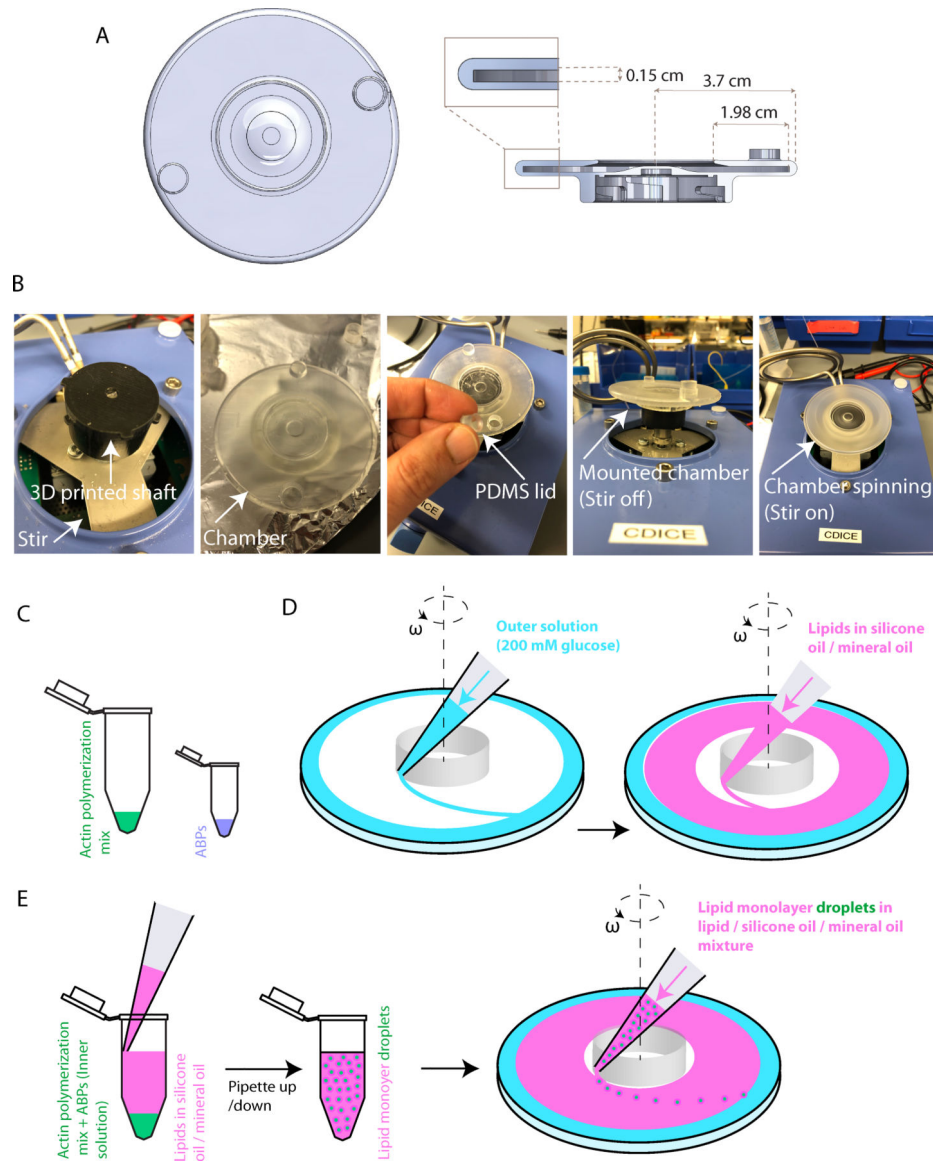 A
0.15 cm
3.7 cm
1.98 cm
B
3D printed shaft
Stir
Chamber
PDMS lid
Mounted chamber
(Stir off)
CDICE
Chamber spinning
(Stir on)
CDICE
CDICE
C
Actin polymerization
mix
ABPs
D
ω
Outer solution
(200 mM glucose)
ω
Lipids in silicone
oil / mineral oil
E
Actin polymerization
mix + ABPs (Inner
solution)
Lipids in silicone
oil / mineral oil
Pipette up
/down
Lipid monoyer droplets
ω
Lipid monolayer droplets in
lipid / silicone oil / mineral oil
mixture